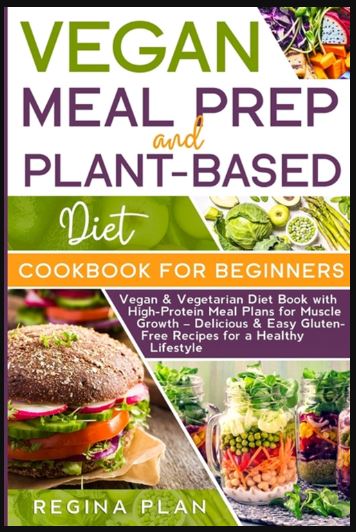 VEGAN
MEAL PREP
and
PLANT-BASED
Diet
COOKBOOK FOR BEGINNERS
Vegan & Vegetarian Diet Book with
High-Protein Meal Plans for Muscle
Growth – Delicious & Easy Gluten-
Free Recipes for a Healthy
Lifestyle
REGINA PLAN